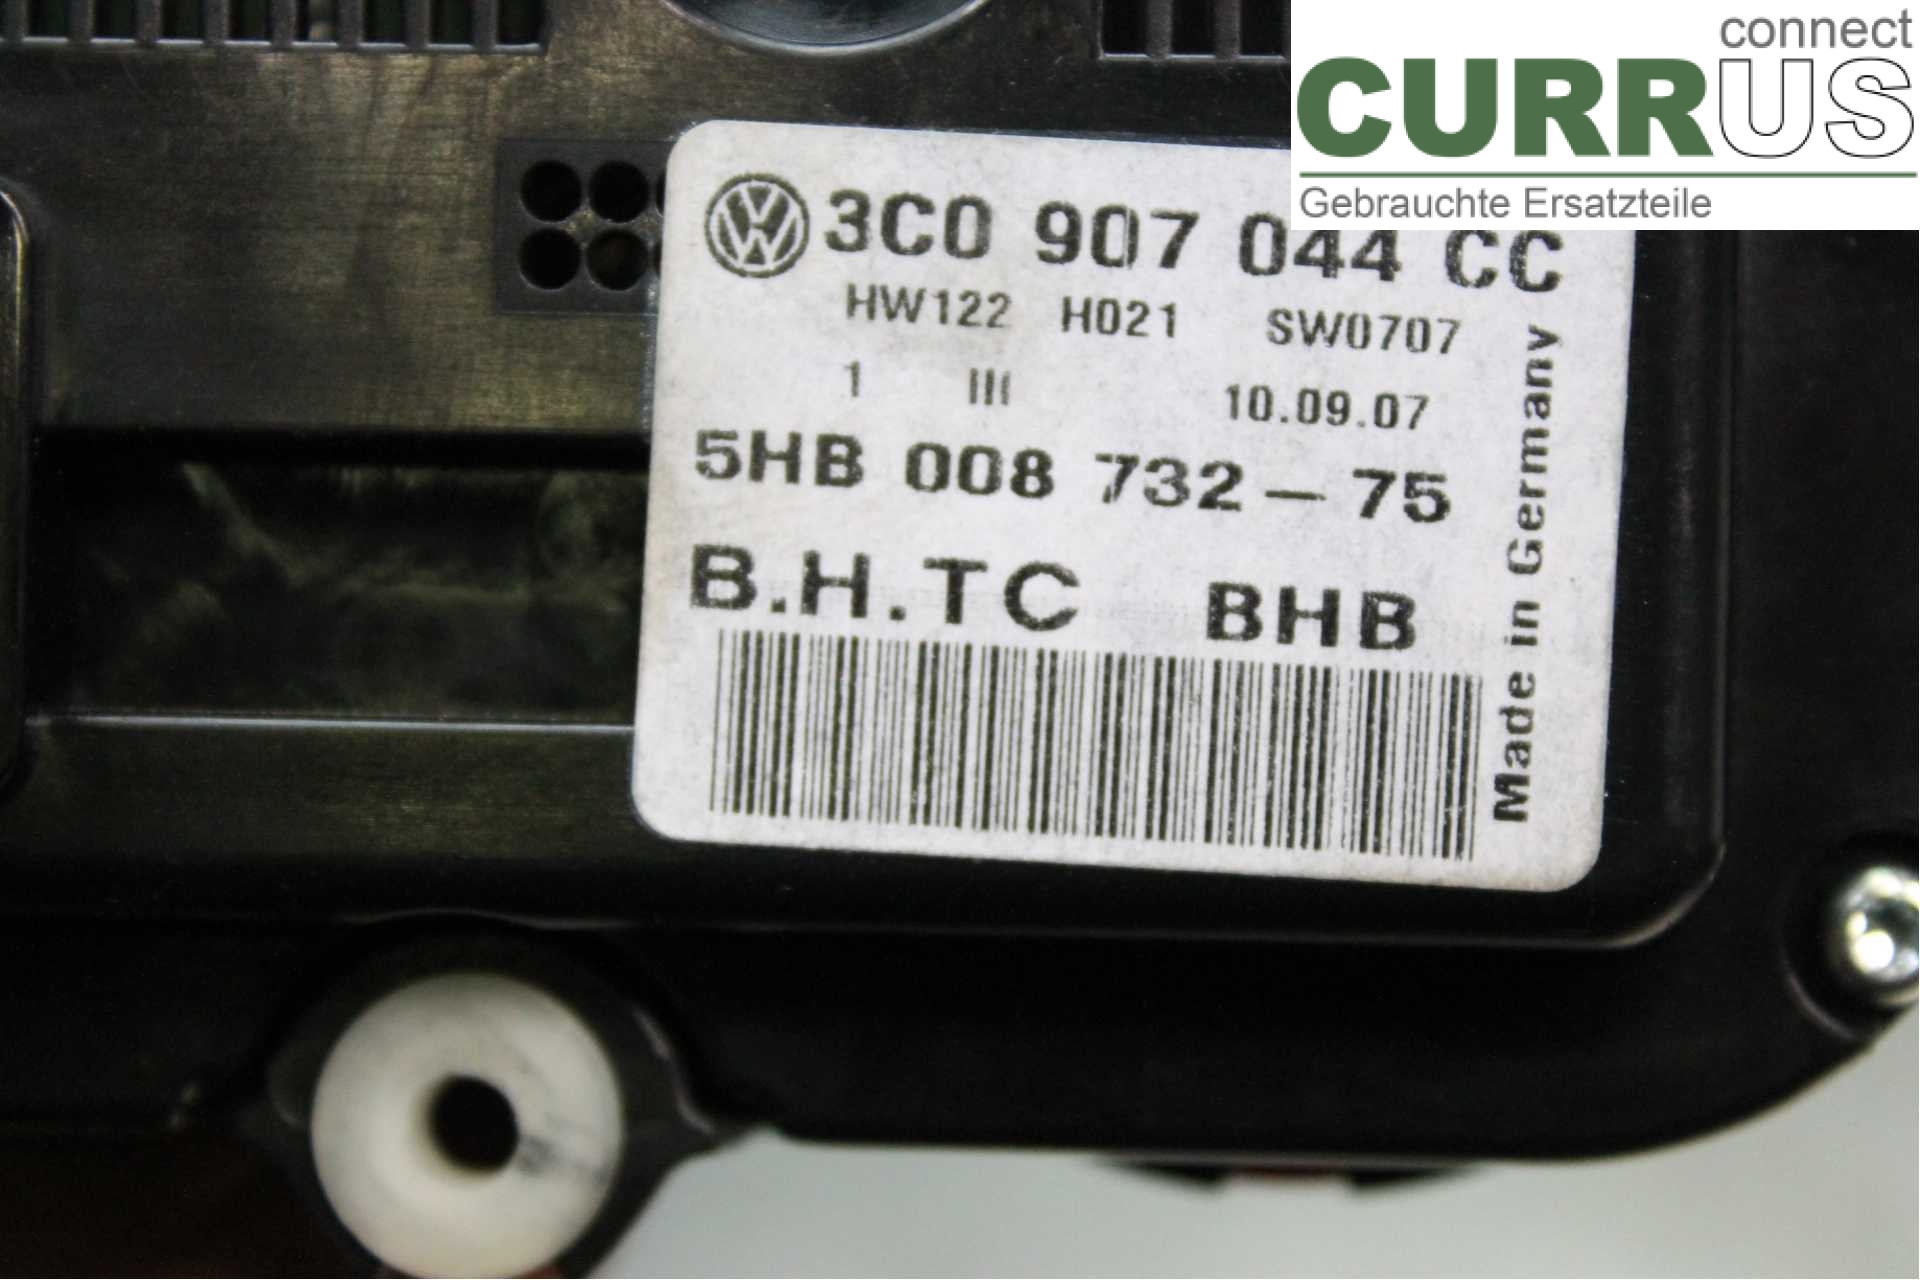 connect
CURRUS
Gebrauchte Ersatzteile
3C0 907 044 CC
HW122 H021 SW0707
1 III 10.09.07
5HB 008 732-75
B.H.TC BHB
Made in Germany